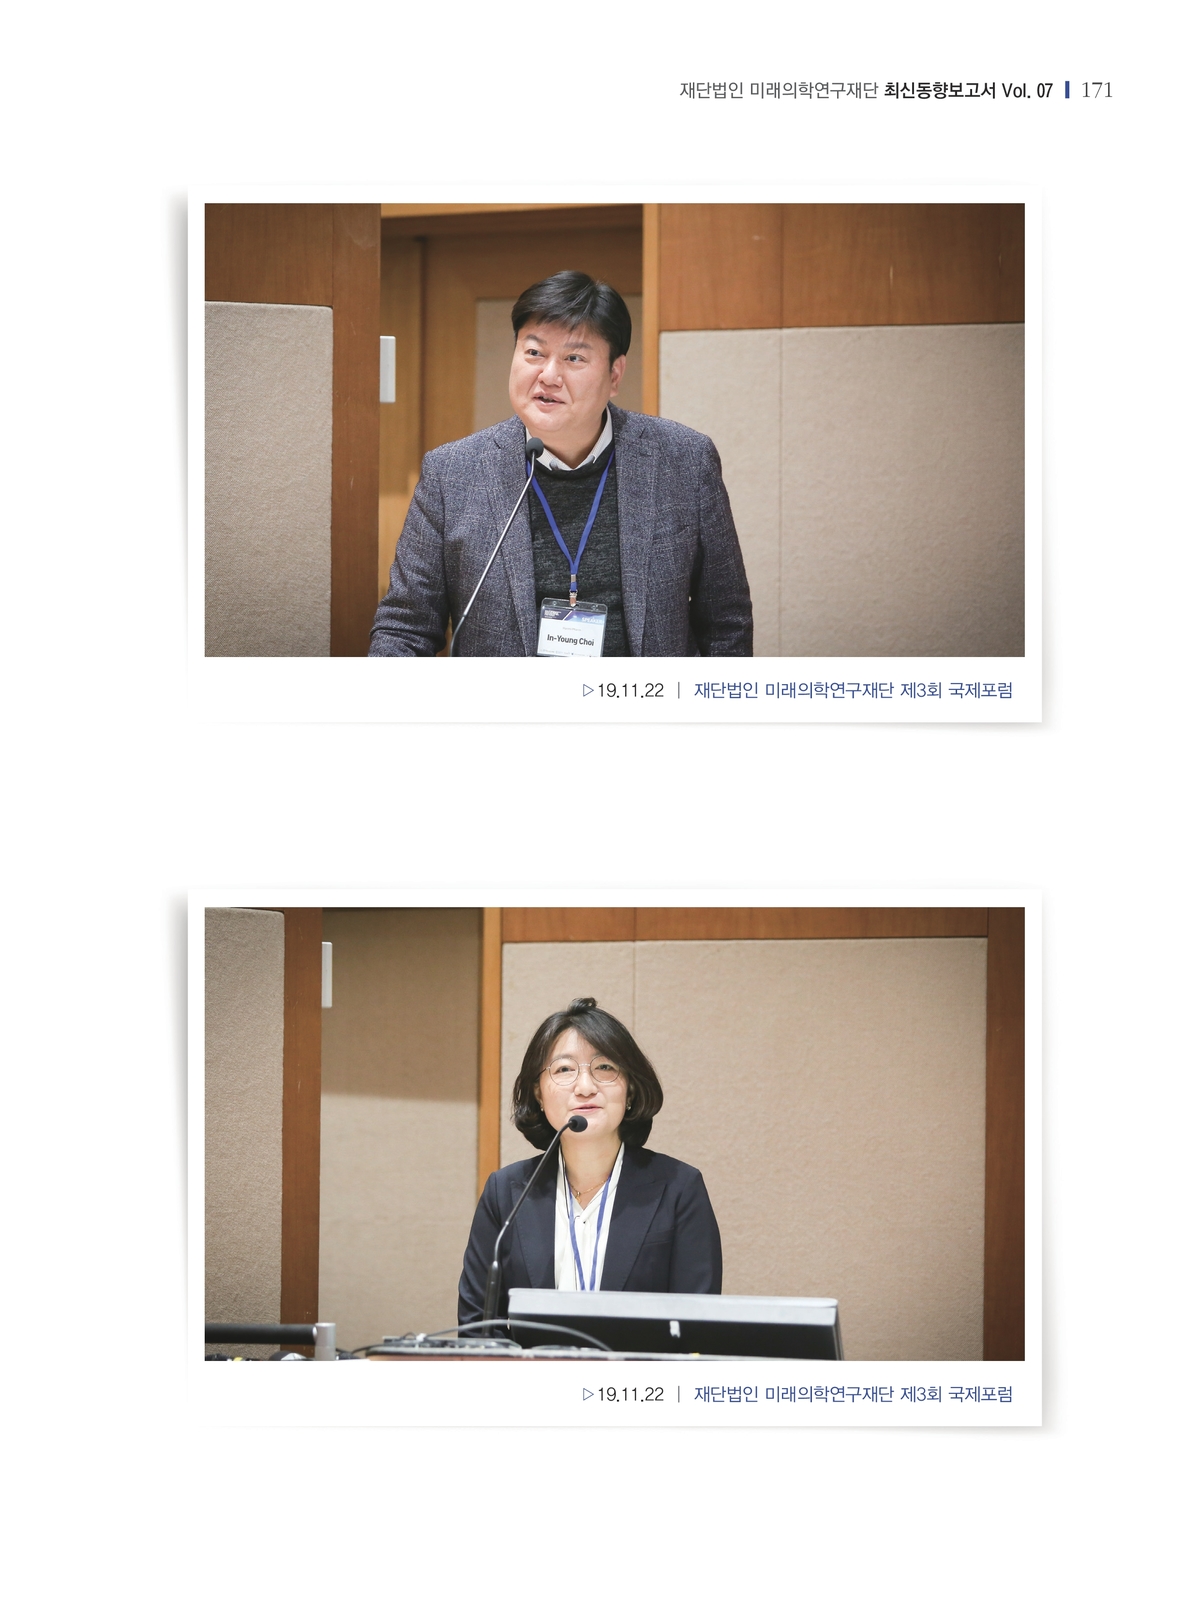 재단법인 미래의학연구재단 최신동향보고서 Vol. 07 171
In-Young Choi
▷19.11.22 | 재단법인 미래의학연구재단 제3회 국제포럼
▷19.11.22 | 재단법인 미래의학연구재단 제3회 국제포럼